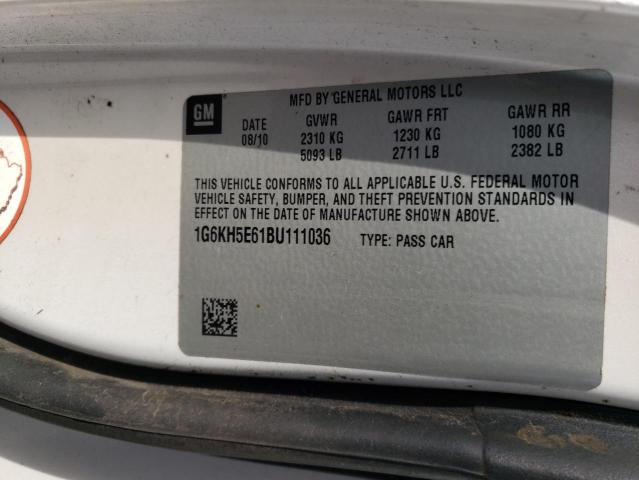 MFD BY GENERAL MOTORS LLC
GM
DATE GVWR GAWR FRT GAWR RR
08/10 2310 KG 1230 KG 1080 KG
5093 LB 2711 LB 2382 LB
THIS VEHICLE CONFORMS TO ALL APPLICABLE U.S. FEDERAL MOTOR
VEHICLE SAFETY, BUMPER, AND THEFT PREVENTION STANDARDS IN
EFFECT ON THE DATE OF MANUFACTURE SHOWN ABOVE.
1G6KH5E61BU111036 TYPE: PASS CAR